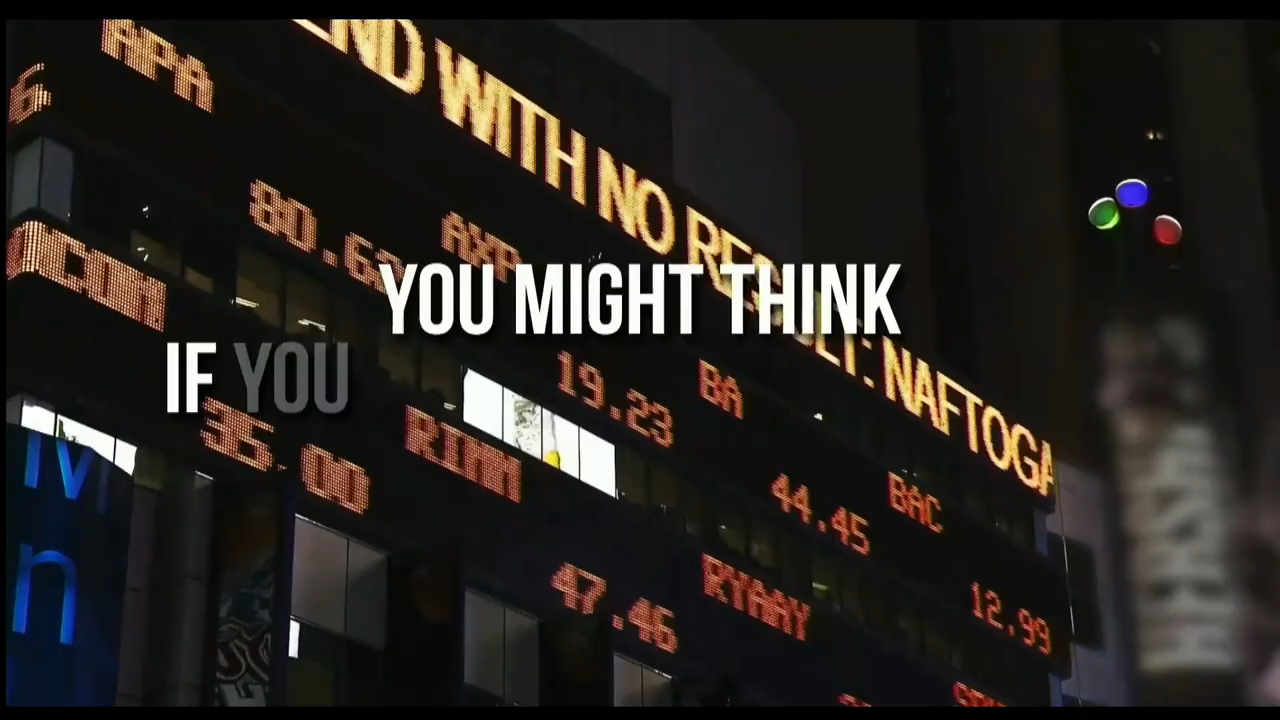 END WITH NO RESULT: NAFTOGA
APA
80.62
AXP
YOU MIGHT THINK
IF YOU
19.23
BA
35.00
RIMM
44.45
BAC
47.46
RYAAY
12.99
n